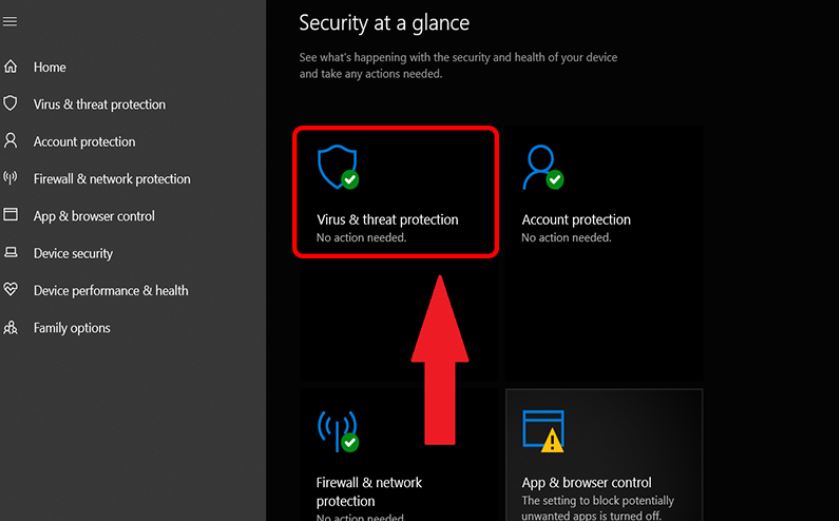 Security at a glance
See what's happening with the security and health of your device
and take any actions needed.
Home
Virus & threat protection
Account protection
Firewall & network protection
App & browser control
Device security
Device performance & health
Family options
Virus & threat protection
No action needed.
Account protection
No action needed.
Firewall & network
protection
No action needed.
App & browser control
The setting to block potentially
unwanted apps is turned off.